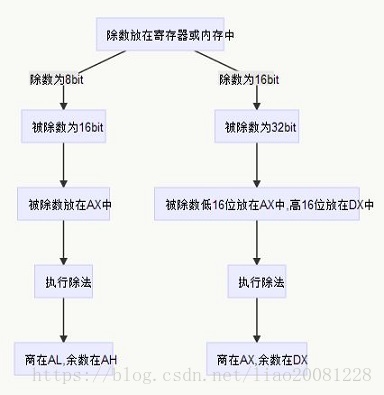 除数放在寄存器或内存中
除数为8bit
除数为16bit
被除数为16bit
被除数为32bit
被除数放在AX中
被除数低16位放在AX中,高16位放在DX中
执行除法
执行除法
商在AL,余数在AH
商在AX,余数在DX
https://blog.csdn.net/liao20081228